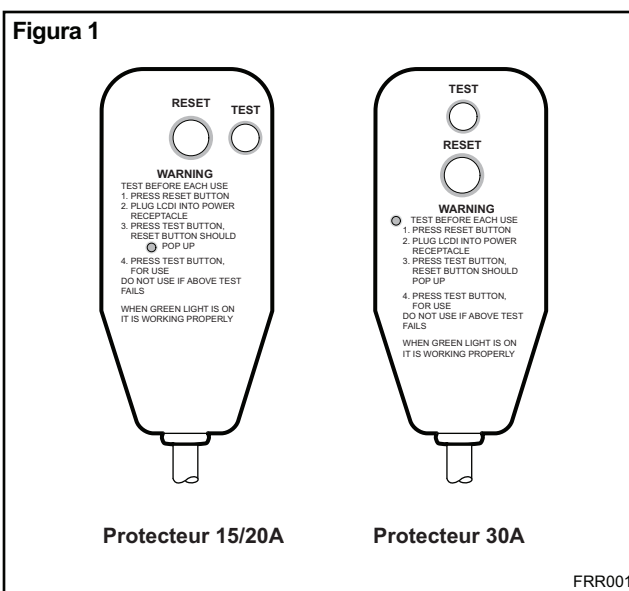 Figura 1
RESET
TEST
WARNING
TEST BEFORE EACH USE
1. PRESS RESET BUTTON
2. PLUG LCDI INTO POWER
RECEPTACLE
3. PRESS TEST BUTTON,
RESET BUTTON SHOULD
POP UP
4. PRESS TEST BUTTON,
FOR USE
DO NOT USE IF ABOVE TEST
FAILS
WHEN GREEN LIGHT IS ON
IT IS WORKING PROPERLY
Protecteur 15/20A
TEST
RESET
WARNING
TEST BEFORE EACH USE
1. PRESS RESET BUTTON
2. PLUG LCDI INTO POWER
RECEPTACLE
3. PRESS TEST BUTTON,
RESET BUTTON SHOULD
POP UP
4. PRESS TEST BUTTON,
FOR USE
DO NOT USE IF ABOVE TEST
FAILS
WHEN GREEN LIGHT IS ON
IT IS WORKING PROPERLY
Protecteur 30A
FRR001